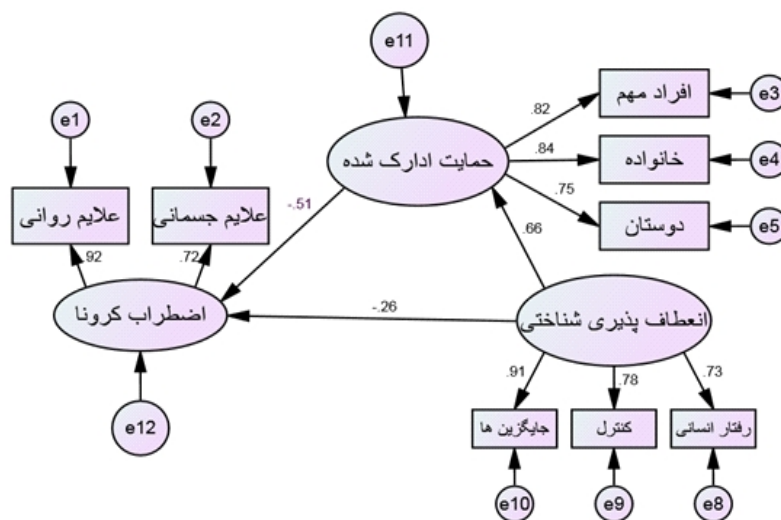 e11
افراد مهم
e3
.82
e1
e2
حمایت ادارک شده
.84
خانواده
e4
علایم روانی
علایم جسمانی
-.51
.75
دوستان
e5
.66
.92
.72
اضطراب کرونا
-.26
انعطاف پذیری شناختی
e12
.91
.78
.73
جایگزین ها
کنترل
رفتار انسانی
e10
e9
e8